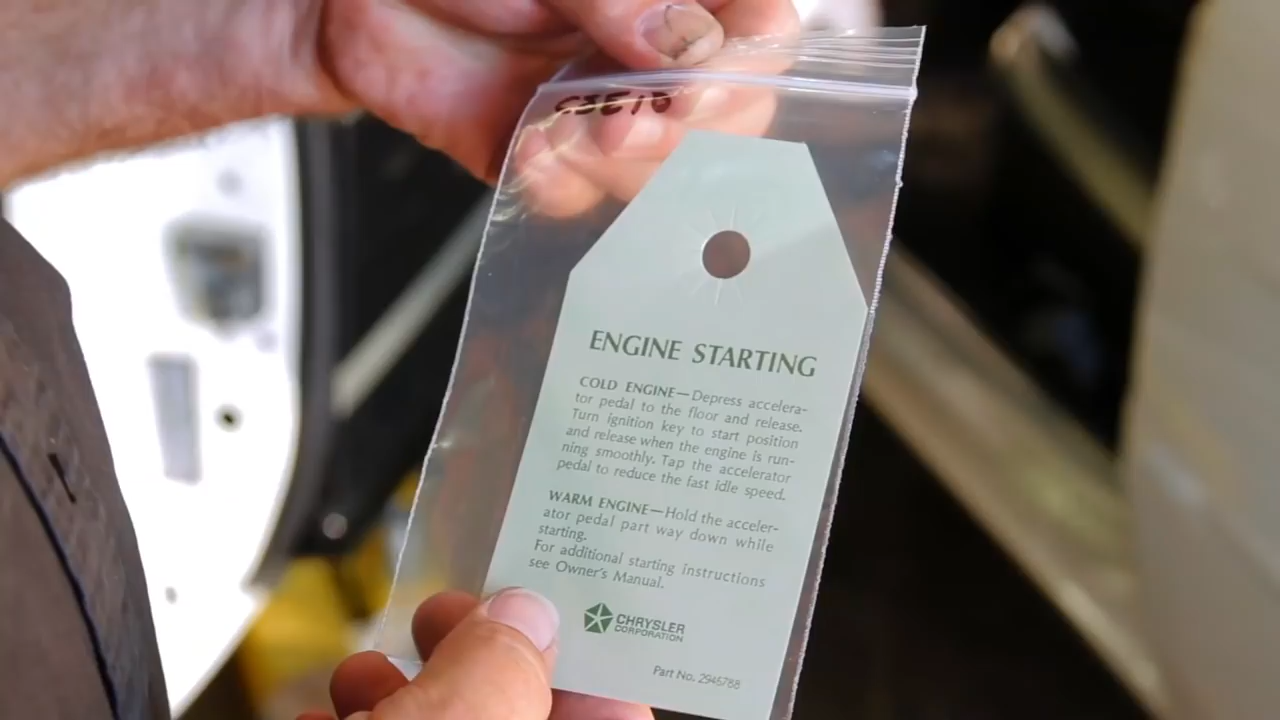 ENGINE STARTING
COLD ENGINE—Depress accelera-
tor pedal to the floor and release.
Turn ignition key to start position
and release when the engine is run-
ning smoothly. Tap the accelerator
pedal to reduce the fast idle speed.
WARM ENGINE—Hold the acceler-
ator pedal part way down while
starting.
For additional starting instructions
see Owner's Manual.
CHRYSLER
CORPORATION
Part No. 2946788